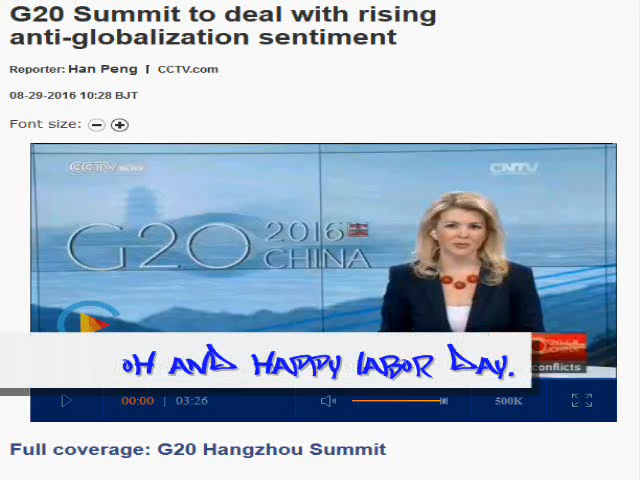 G20 Summit to deal with rising
anti-globalization sentiment
Reporter: Han Peng | CCTV.com
08-29-2016 10:28 BJT
Font size:
CCTV NEWS
CNTV
G20 2016 CHINA
OH AND HAPPY LABOR DAY.
conflicts
00:00 | 03:26
500K
Full coverage: G20 Hangzhou Summit